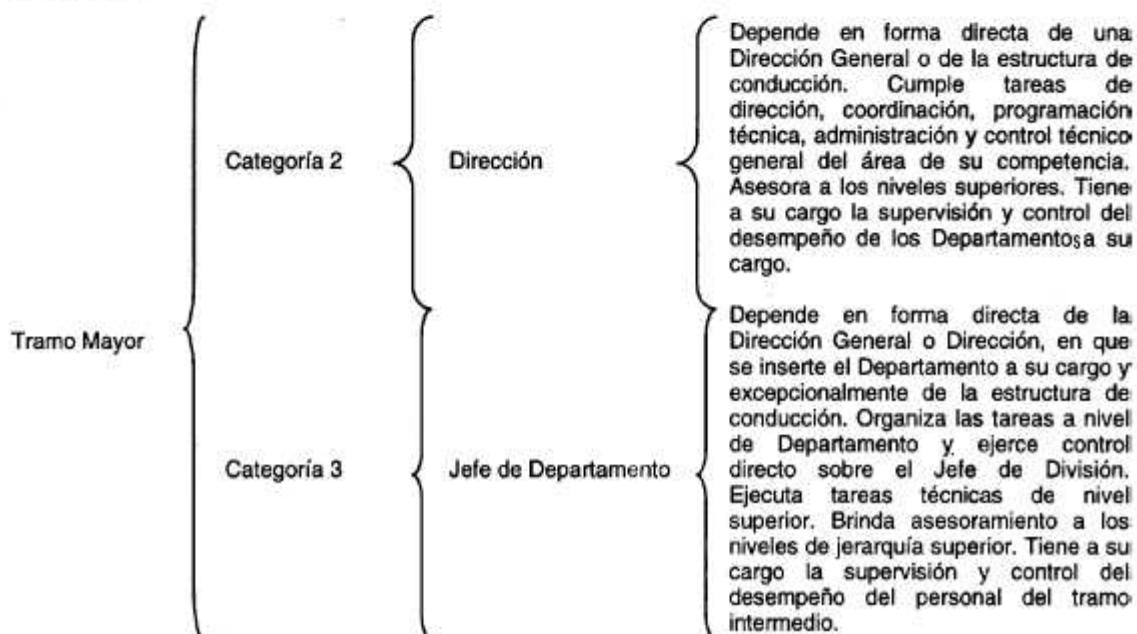 Depende en forma directa de una
Dirección General o de la estructura de
conducción. Cumple tareas de
dirección, coordinación, programación
técnica, administración y control técnico
Categoría 2 Dirección general del área de su competencia.
Asesora a los niveles superiores. Tiene
a su cargo la supervisión y control del
desempeño de los Departamentos a su
cargo.
Depende en forma directa de la
Tramo Mayor Dirección General o Dirección, en que
se inserte el Departamento a su cargo y
excepcionalmente de la estructura de
conducción. Organiza las tareas a nivel
de Departamento y ejerce control
Categoría 3 Jefe de Departamento directo sobre el Jefe de División.
Ejecuta tareas técnicas de nivel
superior. Brinda asesoramiento a los
niveles de jerarquía superior. Tiene a su
cargo la supervisión y control del
desempeño del personal del tramo
intermedio.